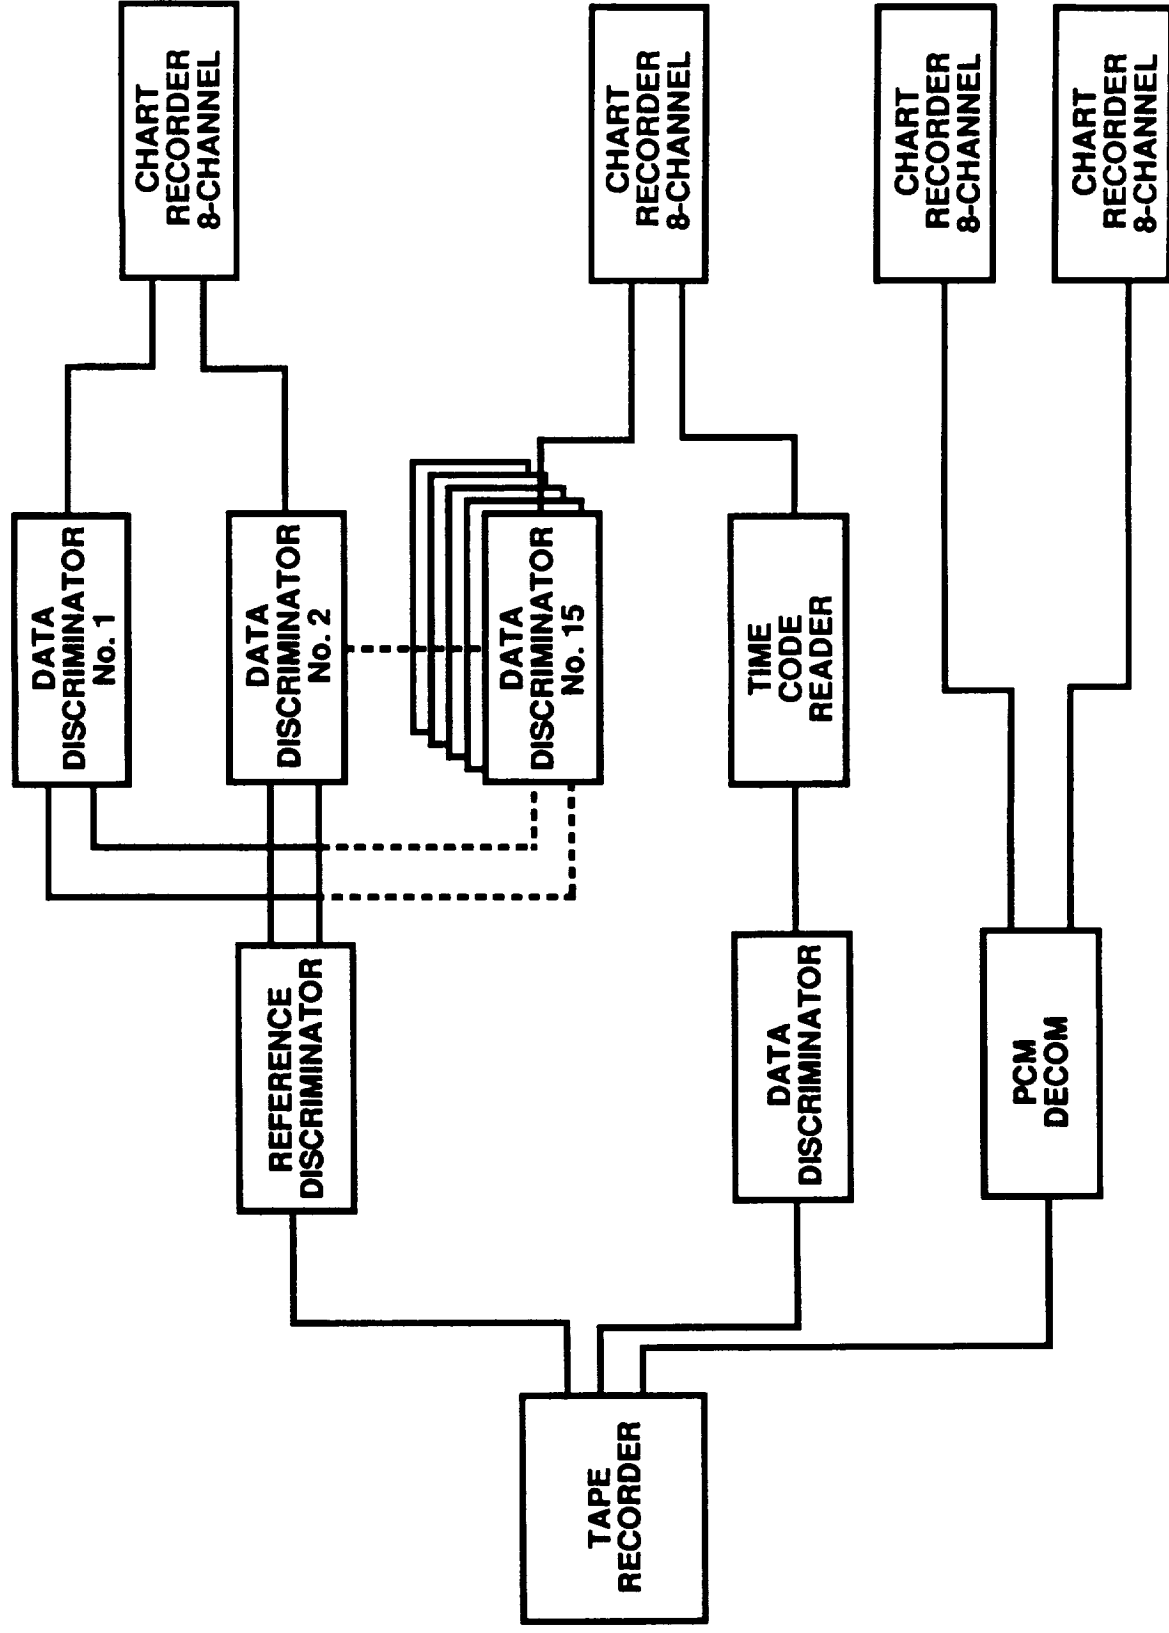 TAPE
RECORDER
REFERENCE
DISCRIMINATOR
DATA
DISCRIMINATOR
PCM
DECOM
DATA
DISCRIMINATOR
No. 1
DATA
DISCRIMINATOR
No. 2
DATA
DISCRIMINATOR
No. 15
TIME
CODE
READER
CHART
RECORDER
8-CHANNEL
CHART
RECORDER
8-CHANNEL
CHART
RECORDER
8-CHANNEL
CHART
RECORDER
8-CHANNEL